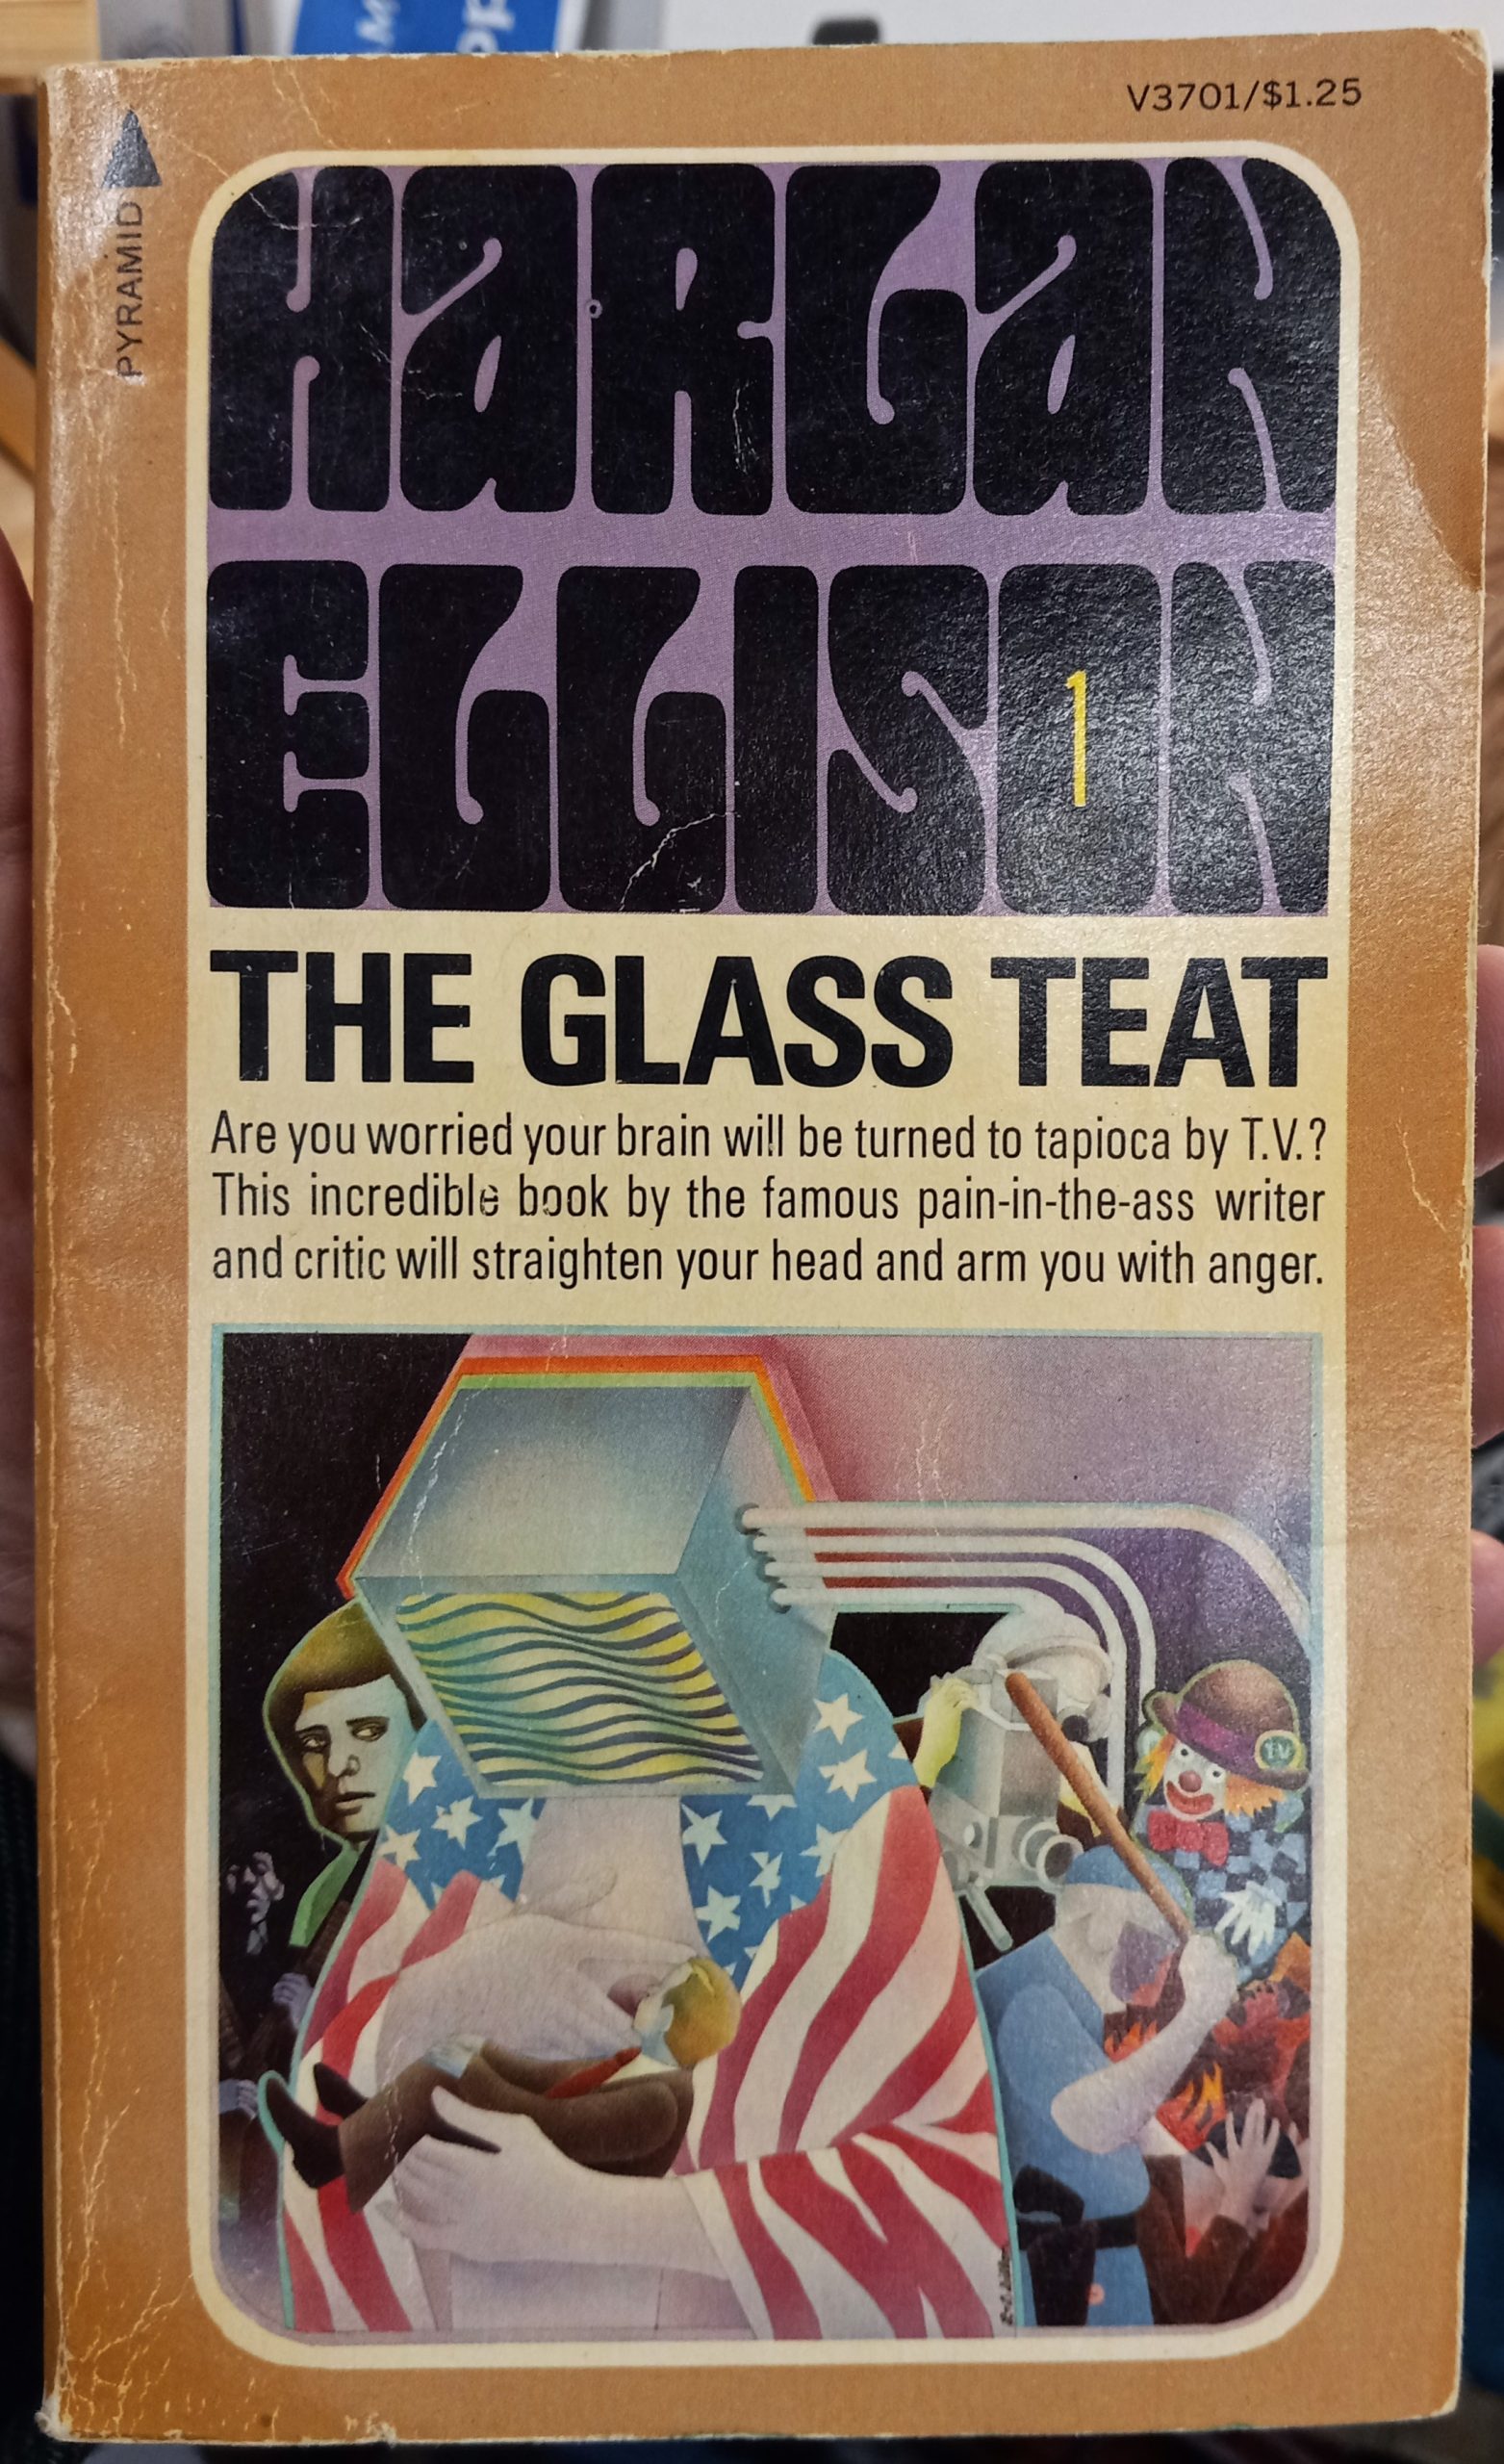 V3701/$1.25
PYRAMID
HARLAN
ELLISON
1
THE GLASS TEAT
Are you worried your brain will be turned to tapioca by T.V.?
This incredible book by the famous pain-in-the-ass writer
and critic will straighten your head and arm you with anger.
TV